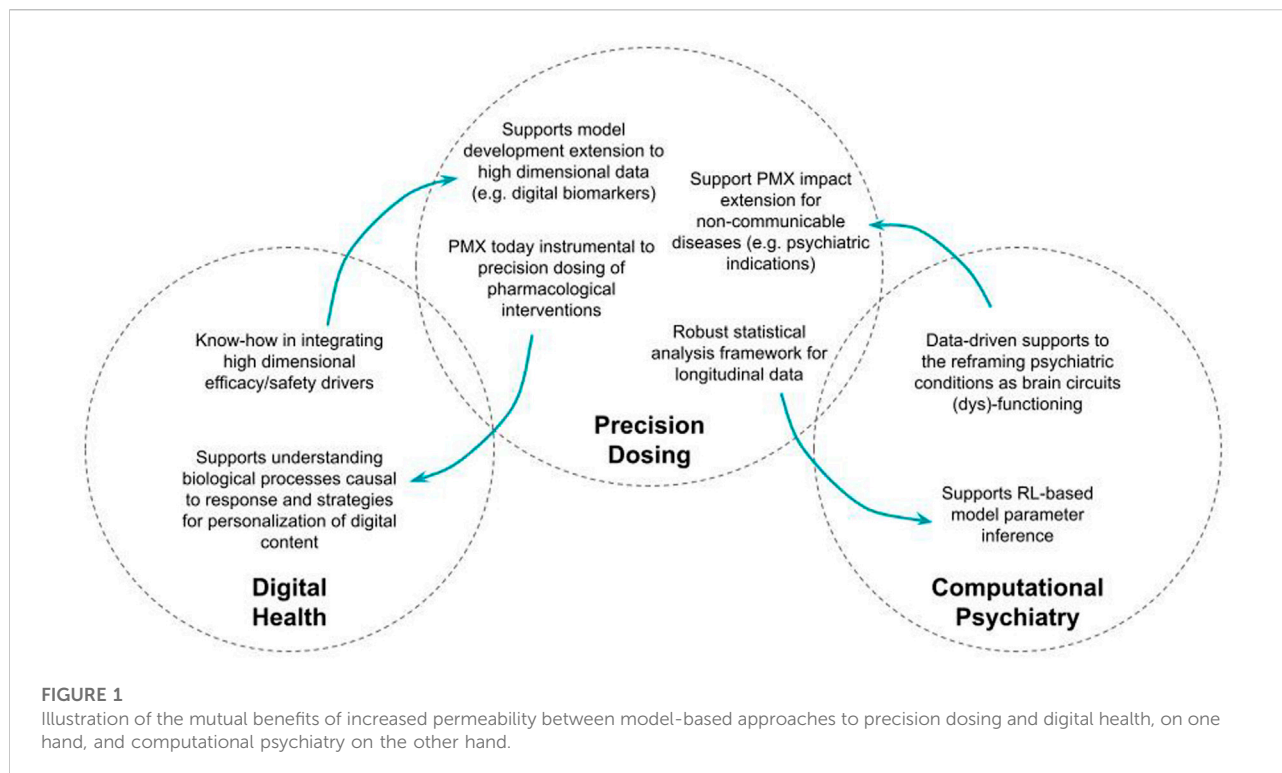 Supports model
development extension to
high dimensional data
(e.g. digital biomarkers)
Support PMX impact
extension for
non-communicable
diseases (e.g. psychiatric
indications)
PMX today instrumental to
precision dosing of
pharmacological
interventions
Robust statistical
analysis framework for
longitudinal data
Precision
Dosing
Know-how in integrating
high dimensional
efficacy/safety drivers
Supports understanding
biological processes causal
to response and strategies
for personalization of digital
content
Digital
Health
Data-driven supports to
the reframing psychiatric
conditions as brain circuits
(dys)-functioning
Supports RL-based
model parameter
inference
Computational
Psychiatry
FIGURE 1
Illustration of the mutual benefits of increased permeability between model-based approaches to precision dosing and digital health, on one
hand, and computational psychiatry on the other hand.